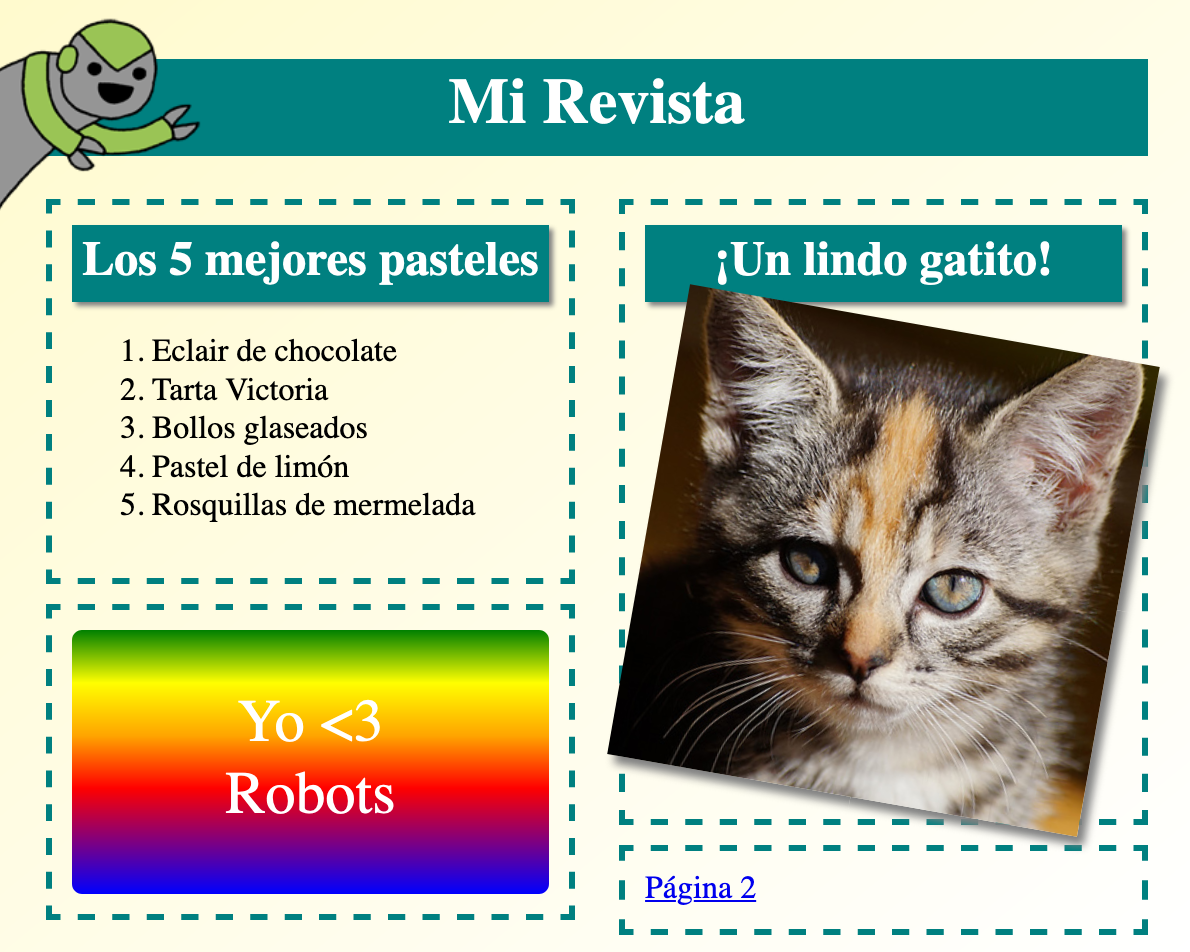 Mi Revista
Los 5 mejores pasteles
1. Eclair de chocolate
2. Tarta Victoria
3. Bollos glaseados
4. Pastel de limón
5. Rosquillas de mermelada
Yo <3
Robots
¡Un lindo gatito!
Página 2